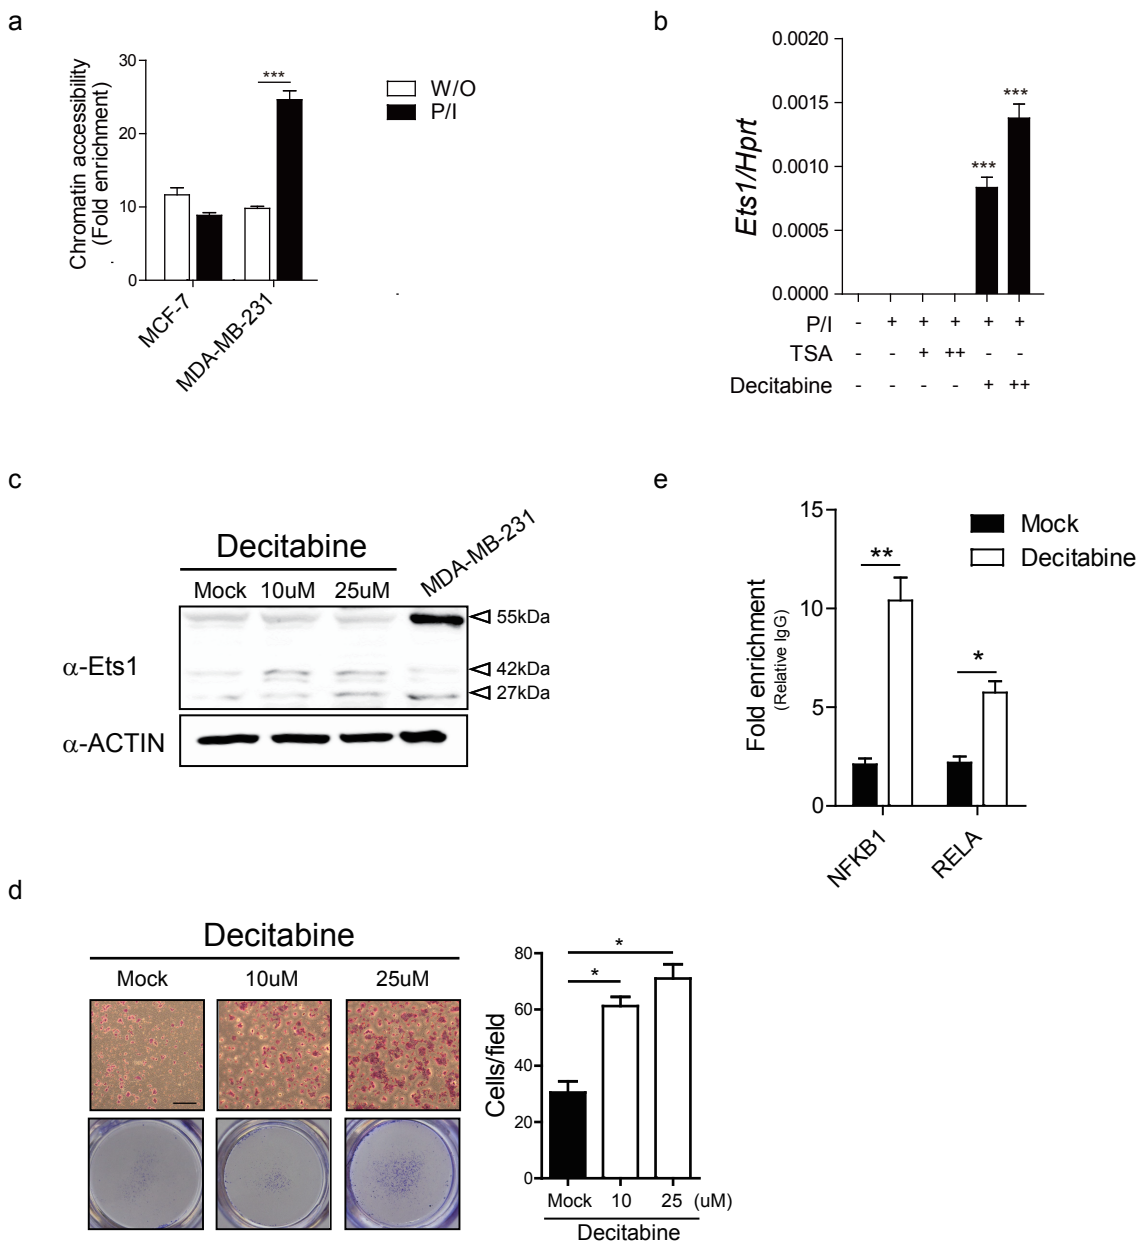 a
Chromatin accessibility
(Fold enrichment)
30
20
10
0
***
MCF-7
MDA-MB-231
W/O
P/I
b
Ets1/Hprt
0.0020
0.0015
0.0010
0.0005
0.0000
***
***
P/I - + + + + +
TSA - - + ++ - -
Decitabine - - - - + ++
c
Decitabine
MDA-MB-231
Mock 10uM 25uM
α-Ets1
55kDa
42kDa
27kDa
α-ACTIN
e
Fold enrichment
(Relative IgG)
15
10
5
0
**
*
Mock
Decitabine
NFKB1
RELA
d
Decitabine
Mock 10uM 25uM
Cells/field
80
60
40
20
0
*
*
Mock 10 25 (uM)
Decitabine